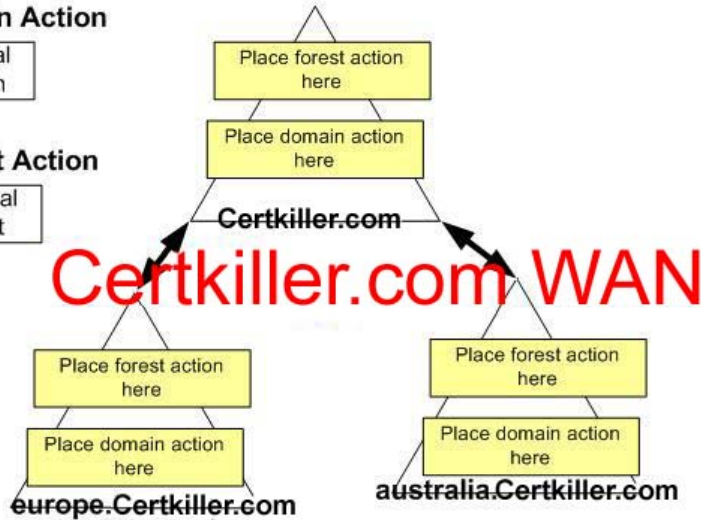 n Action
al
n
Place forest action
here
Place domain action
here
t Action
al
t
Certkiller.com
Certkiller.com WAN
Place forest action
here
Place forest action
here
Place domain action
here
Place domain action
here
europe.Certkiller.com
australia.Certkiller.com